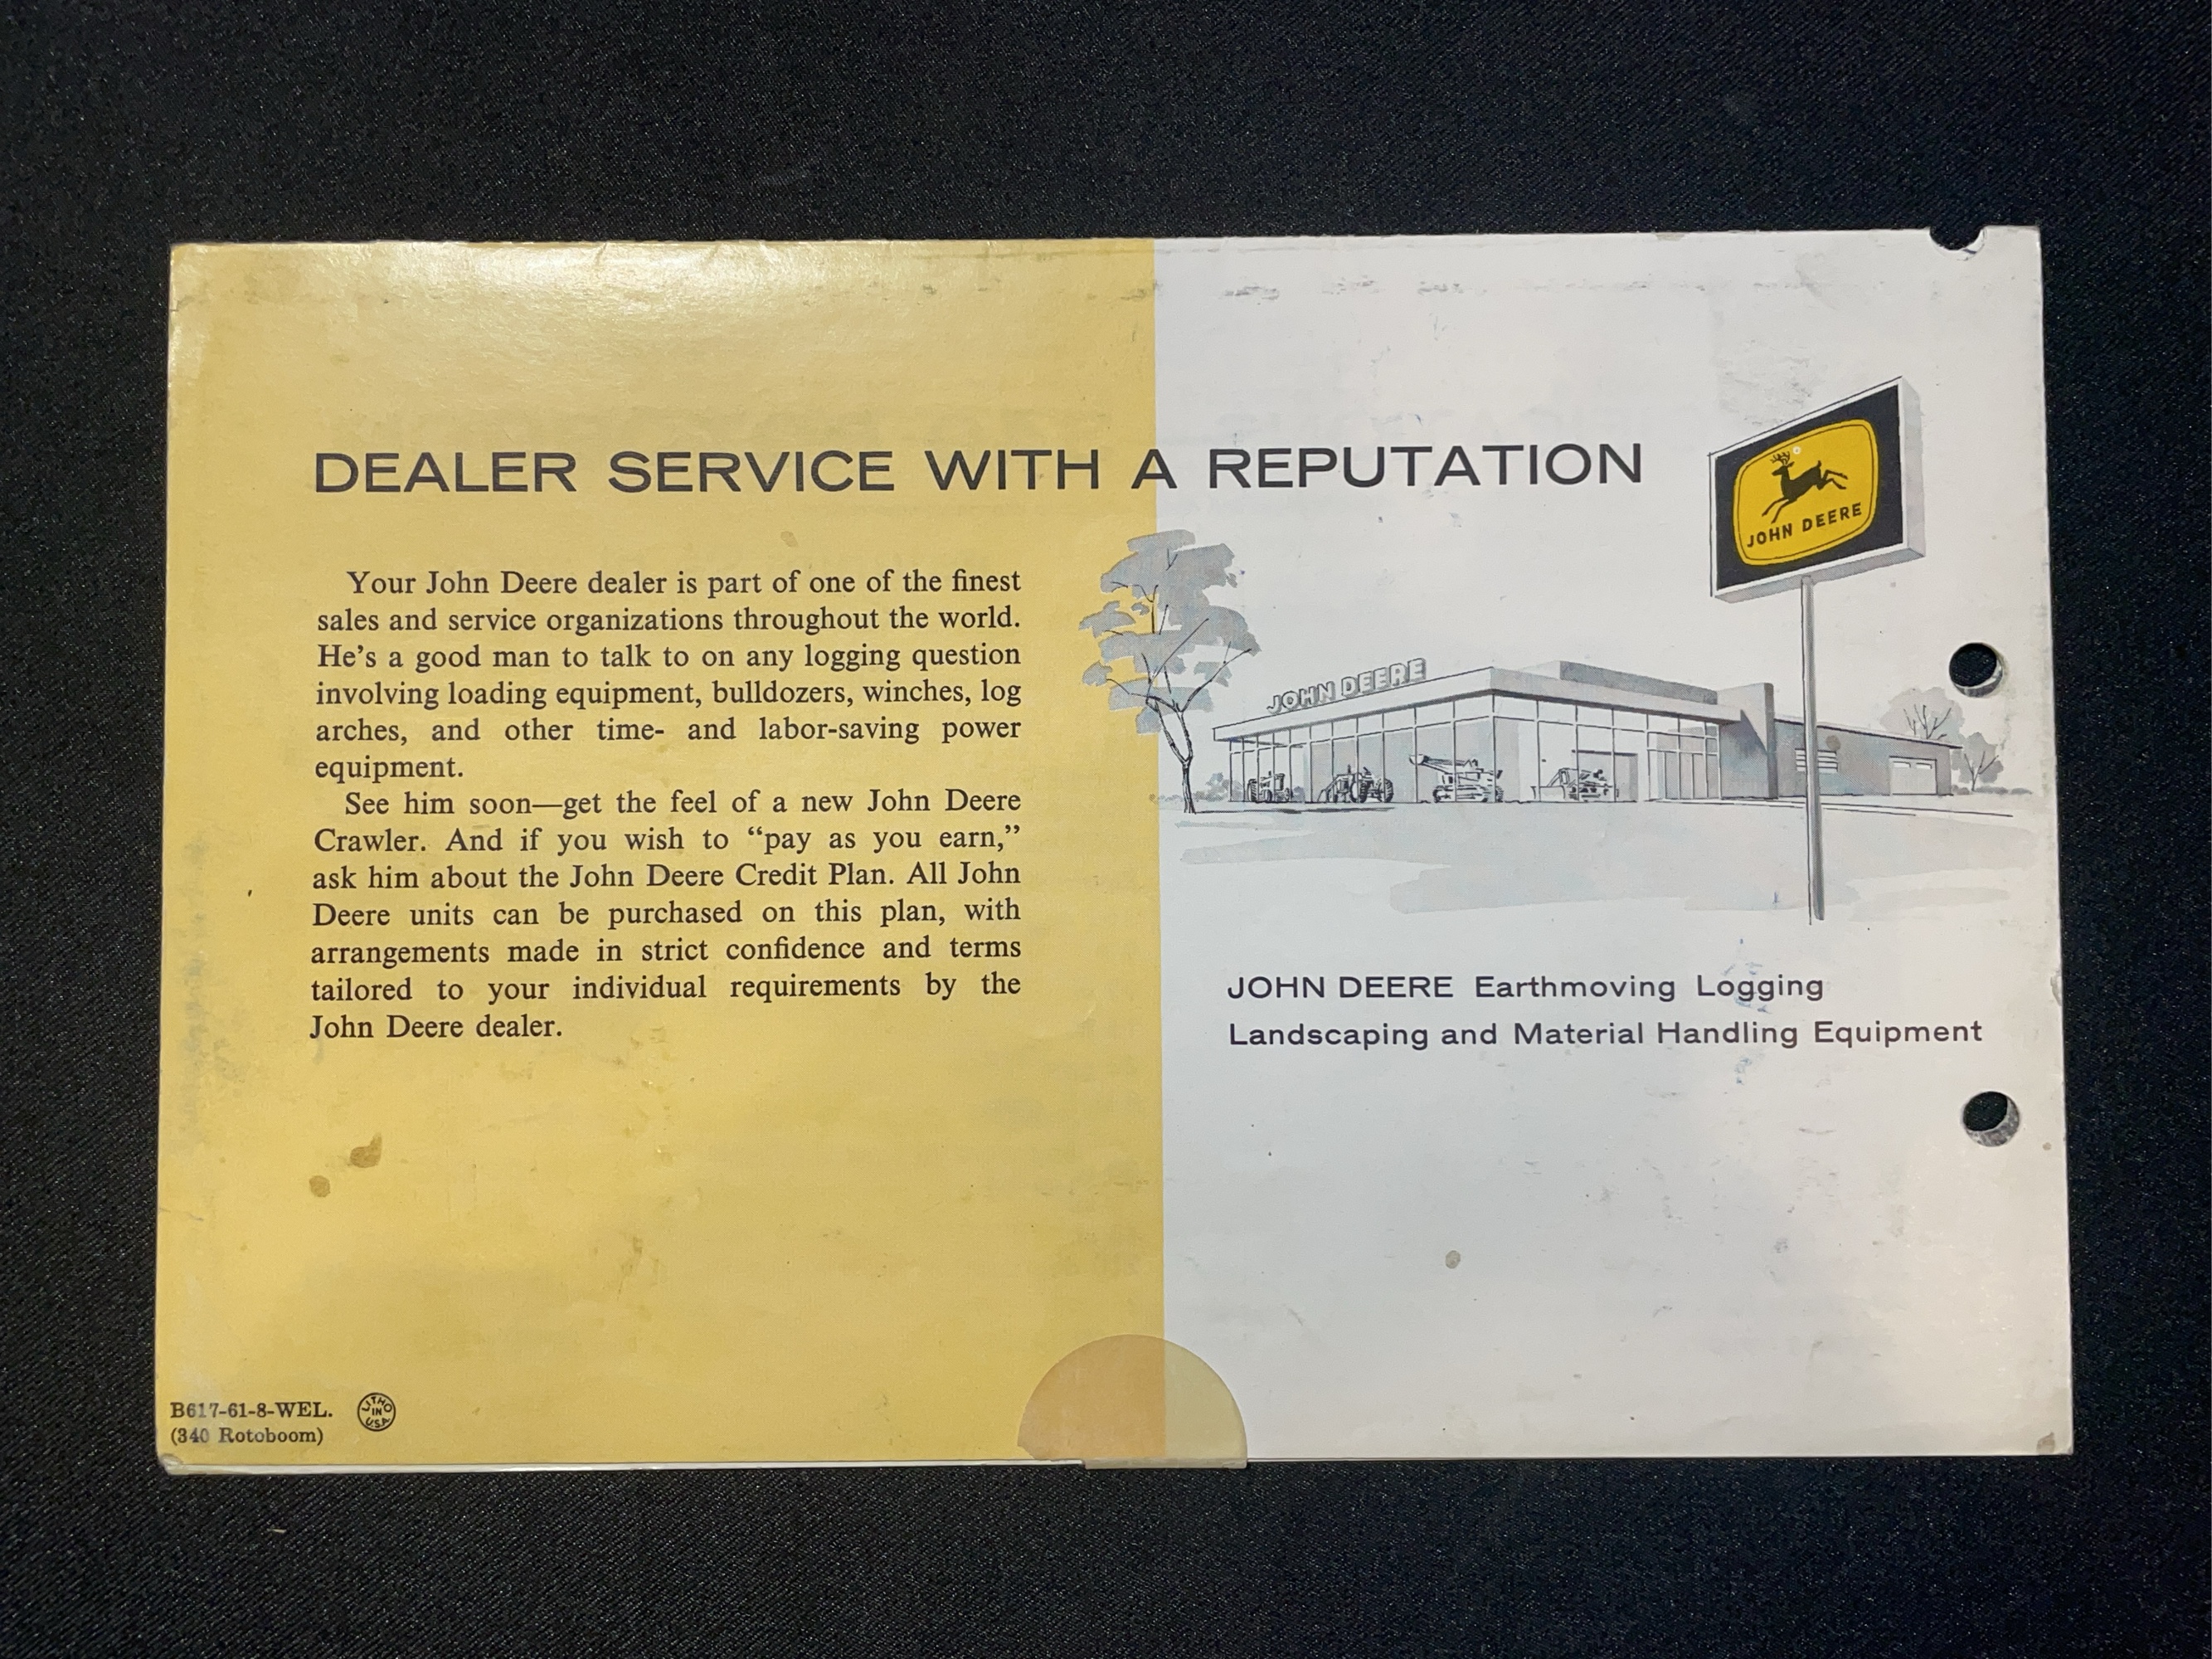 DEALER SERVICE WITH A REPUTATION
Your John Deere dealer is part of one of the finest
sales and service organizations throughout the world.
He's a good man to talk to on any logging question
involving loading equipment, bulldozers, winches, log
arches, and other time- and labor-saving power
equipment.
See him soon—get the feel of a new John Deere
Crawler. And if you wish to “pay as you earn,”
ask him about the John Deere Credit Plan. All John
Deere units can be purchased on this plan, with
arrangements made in strict confidence and terms
tailored to your individual requirements by the
John Deere dealer.
JOHN DEERE
JOHN DEERE
JOHN DEERE Earthmoving Logging
Landscaping and Material Handling Equipment
B617-61-8-WEL.
(340 Rotoboom)
LITHO
IN
U.S.A.